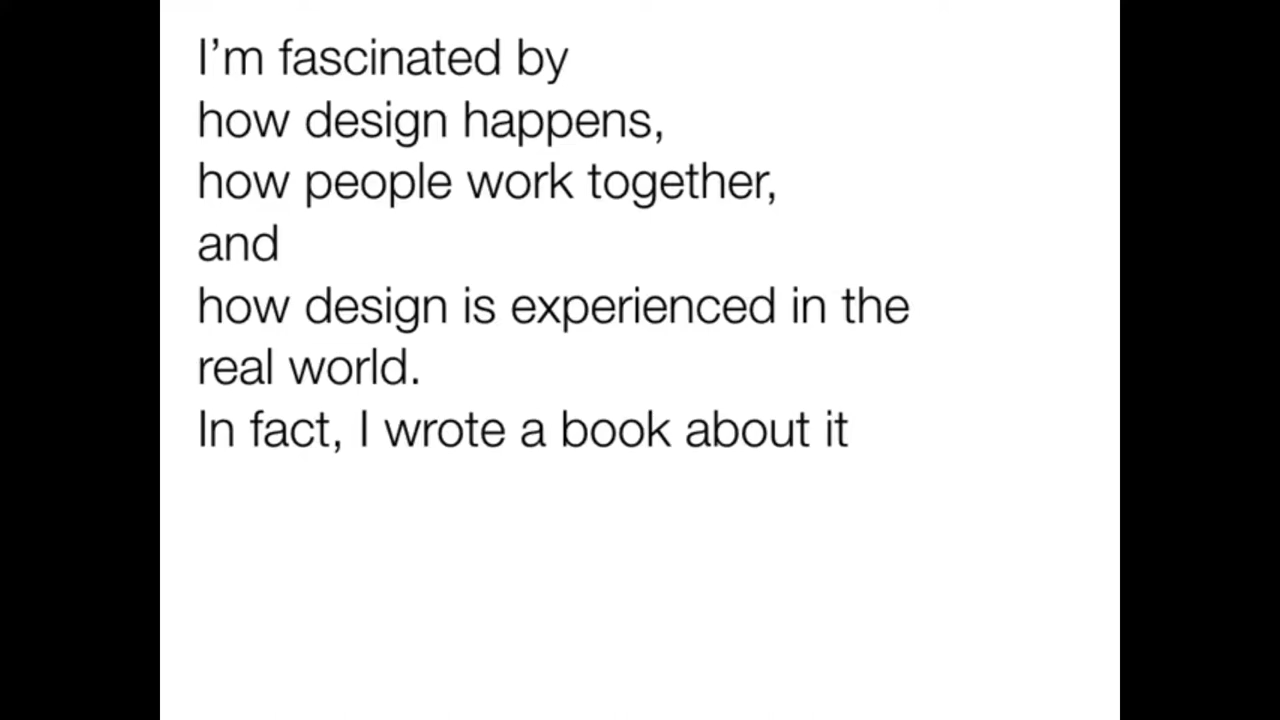 I’m fascinated by
how design happens,
how people work together,
and
how design is experienced in the
real world.
In fact, I wrote a book about it